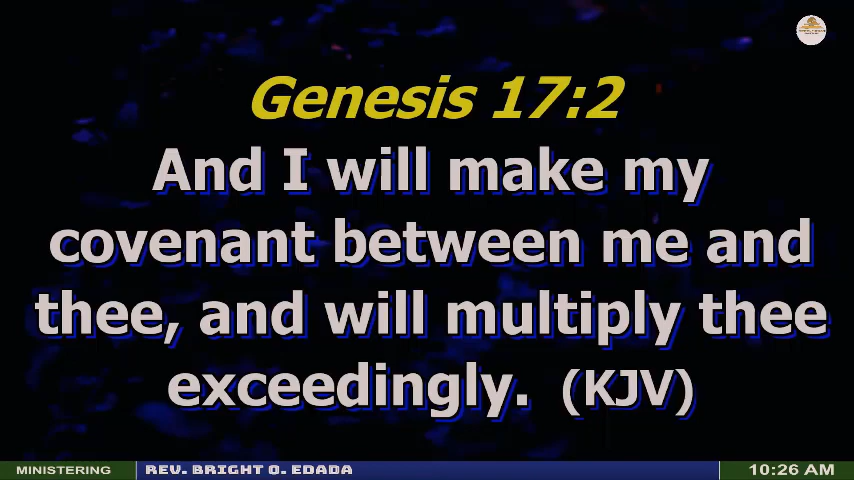 Genesis 17:2
And I will make my
covenant between me and
thee, and will multiply thee
exceedingly. (KJV)
MINISTERING REV. BRIGHT O. EDADA 10:26 AM